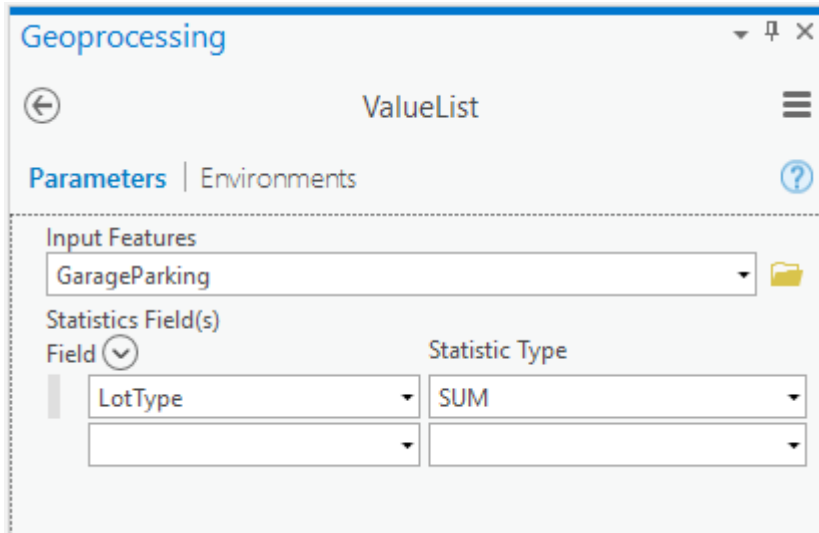 Geoprocessing
ValueList
Parameters | Environments
?
Input Features
GarageParking
Statistics Field(s)
Field Statistic Type
LotType SUM